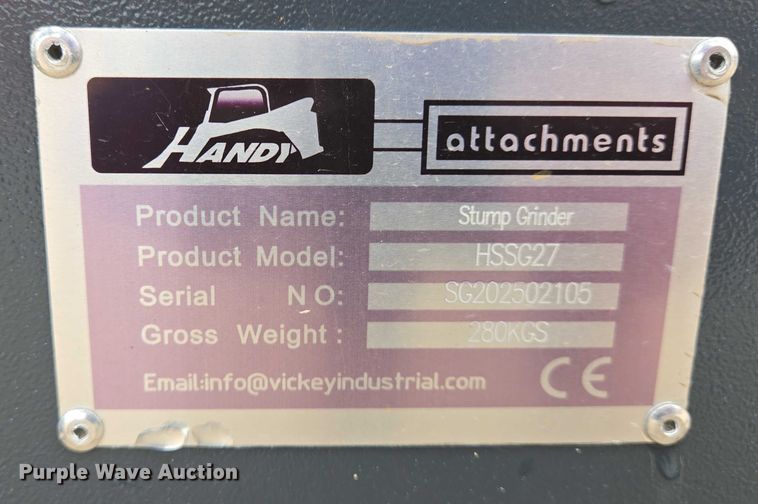 HANDY attachments
Product Name: Stump Grinder
Product Model: HSSG27
Serial NO: SG202502105
Gross Weight: 280KGS
Email:info@vickeyindustrial.com CE
Purple Wave Auction